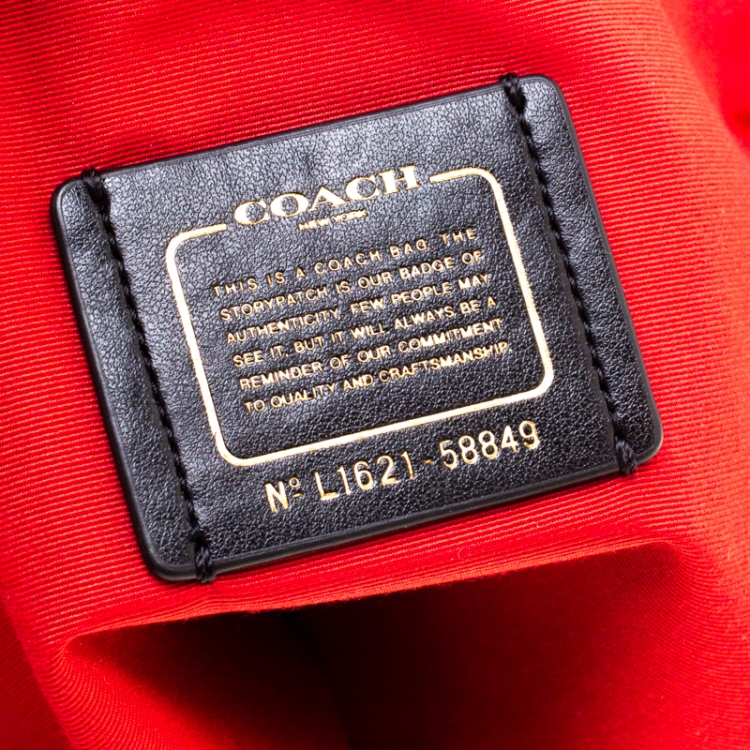 COACH
NEW YORK
THIS IS A COACH BAG. THE
STORYPATCH IS OUR BADGE OF
AUTHENTICITY. FEW PEOPLE MAY
SEE IT, BUT IT WILL ALWAYS BE A
REMINDER OF OUR COMMITMENT
TO QUALITY AND CRAFTSMANSHIP.
Nº L1621-58849